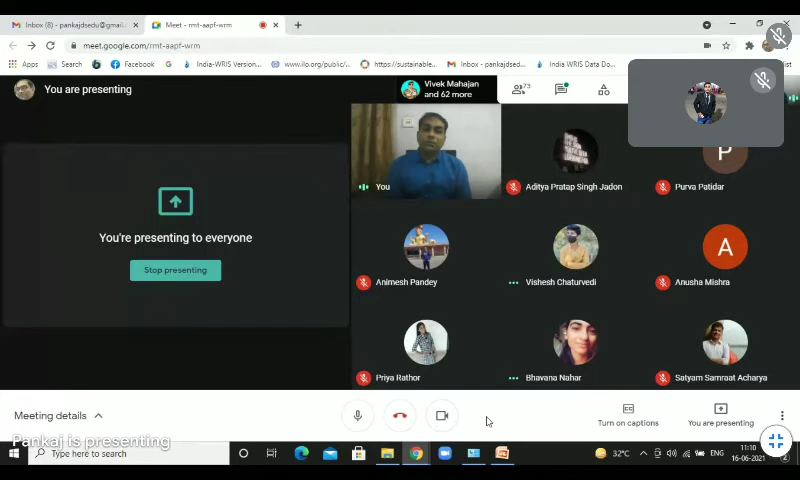 Inbox (8) - pankajdsedu@gmail.
Meet - rmt-aapf-wrm
meet.google.com/rmt-aapf-wrm
Apps
Search
Facebook
India-WRIS Version...
www.ilo.org/public/...
https://sustainable...
Inbox - pankajdsed...
India WRIS Data Do...
You are presenting
Vivek Mahajan
and 62 more
73
You
Aditya Pratap Singh Jadon
P
Purva Patidar
You're presenting to everyone
Stop presenting
Animesh Pandey
Vishesh Chaturvedi
A
Anusha Mishra
Priya Rathor
Bhavana Nahar
Satyam Samraat Acharya
Meeting details
Turn on captions
You are presenting
Pankaj is presenting
Type here to search
32°C
ENG
11:10
16-06-2021
2